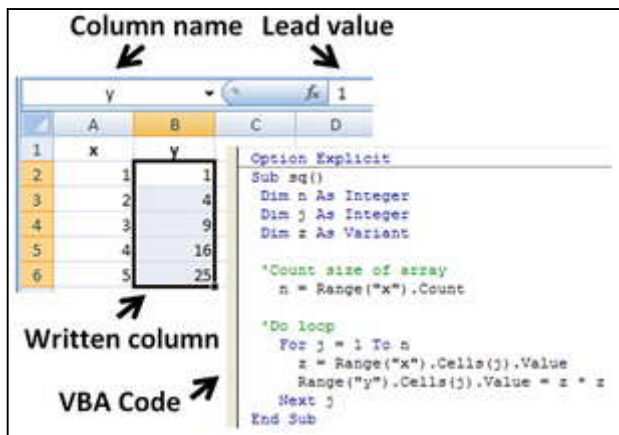 Column name Lead value
y fx 1
A B C D
1 x y
2 1 1
3 2 4
4 3 9
5 4 16
6 5 25
Written column
VBA Code
Option Explicit
Sub sq()
Dim n As Integer
Dim j As Integer
Dim z As Variant
'Count size of array
n = Range("x").Count
'Do loop
For j = 1 To n
z = Range("x").Cells(j).Value
Range("y").Cells(j).Value = z * z
Next j
End Sub